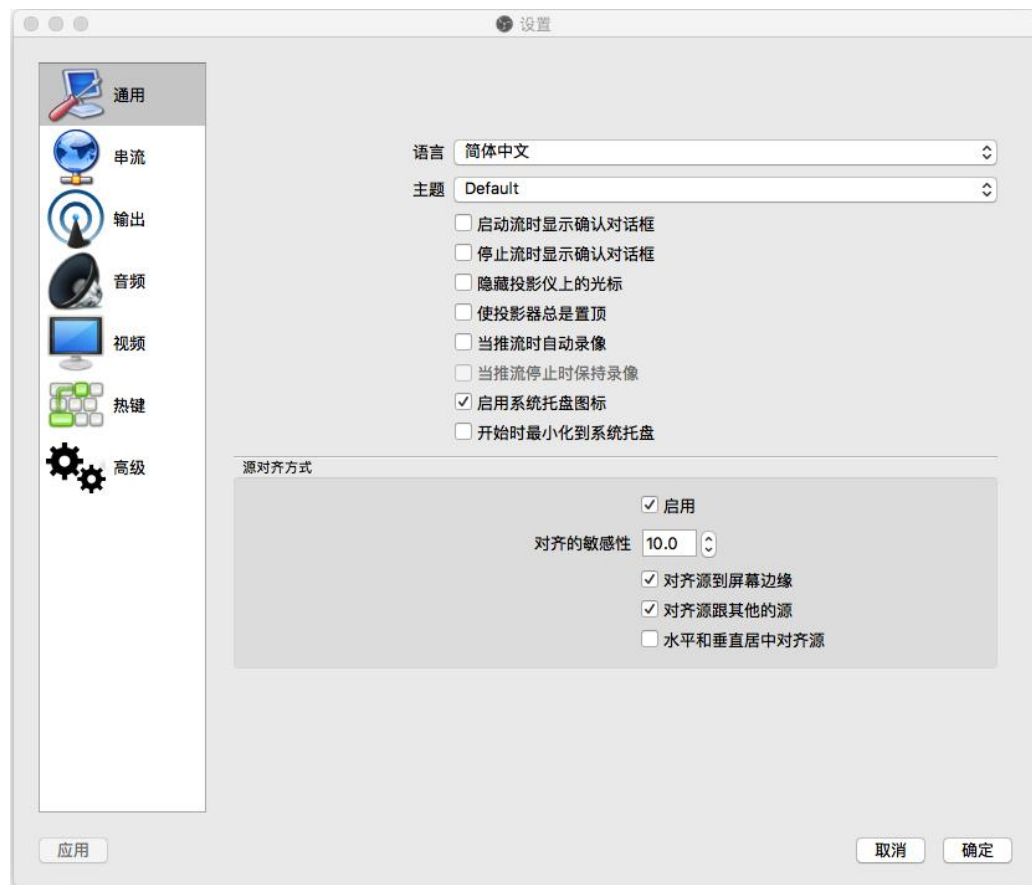 设置
通用
串流
输出
音频
视频
热键
高级
语言 简体中文
主题 Default
启动流时显示确认对话框
停止流时显示确认对话框
隐藏投影仪上的光标
使投影器总是置顶
当推流时自动录像
当推流停止时保持录像
启用系统托盘图标
开始时最小化到系统托盘
源对齐方式
启用
对齐的敏感性 10.0
对齐源到屏幕边缘
对齐源跟其他的源
水平和垂直居中对齐源
应用
取消
确定